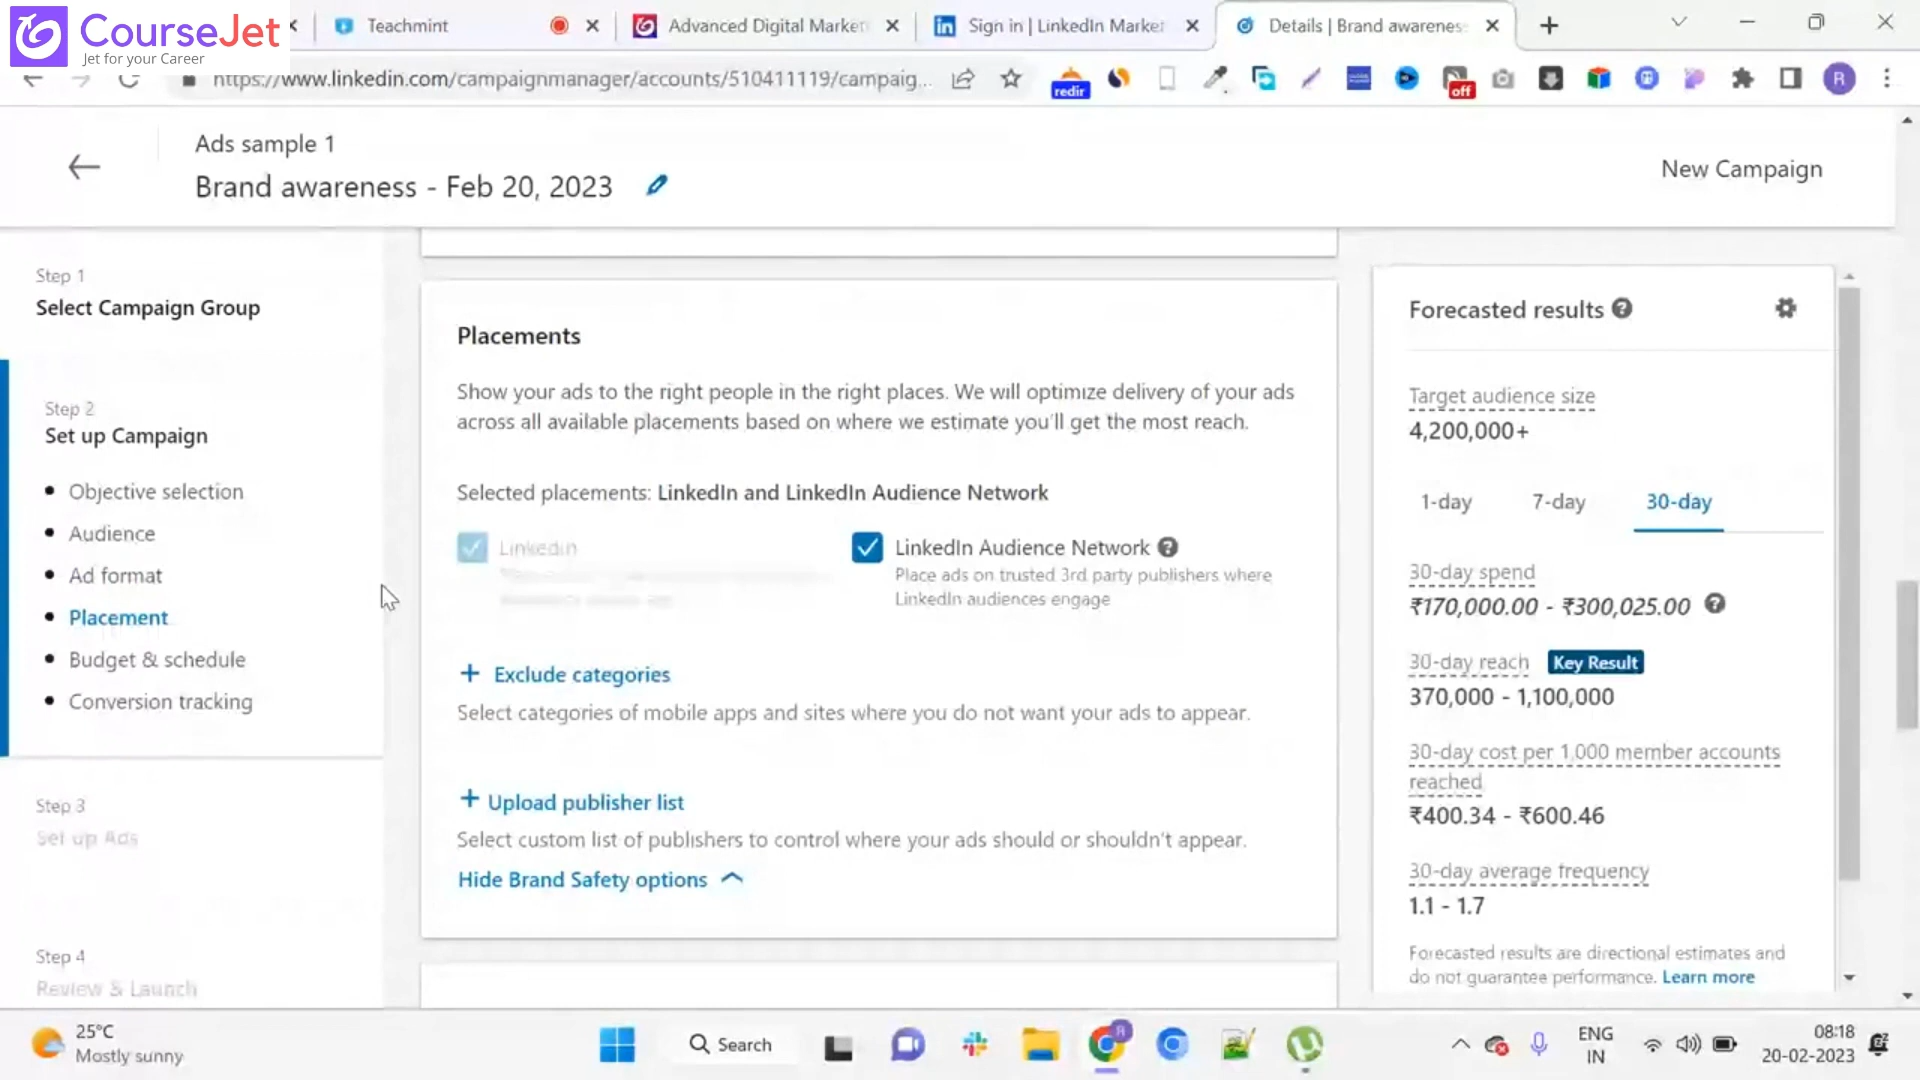 CourseJet
Jet for your Career
Teachmint
Advanced Digital Market
Sign in | LinkedIn Market
Details | Brand awareness
https://www.linkedin.com/campaignmanager/accounts/510411119/campaig...
redir
off
R
Ads sample 1
Brand awareness - Feb 20, 2023
New Campaign
Step 1
Select Campaign Group
Step 2
Set up Campaign
Objective selection
Audience
Ad format
Placement
Budget & schedule
Conversion tracking
Step 3
Set up Ads
Step 4
Review & Launch
Placements
Show your ads to the right people in the right places. We will optimize delivery of your ads
across all available placements based on where we estimate you'll get the most reach.
Selected placements: LinkedIn and LinkedIn Audience Network
LinkedIn
LinkedIn Audience Network
Place ads on trusted 3rd party publishers where
LinkedIn audiences engage
+ Exclude categories
Select categories of mobile apps and sites where you do not want your ads to appear.
+ Upload publisher list
Select custom list of publishers to control where your ads should or shouldn't appear.
Hide Brand Safety options
Forecasted results
Target audience size
4,200,000+
1-day 7-day 30-day
30-day spend
₹170,000.00 - ₹300,025.00
30-day reach Key Result
370,000 - 1,100,000
30-day cost per 1,000 member accounts
reached
₹400.34 - ₹600.46
30-day average frequency
1.1 - 1.7
Forecasted results are directional estimates and
do not guarantee performance. Learn more
25°C
Mostly sunny
Search
ENG
IN
08:18
20-02-2023